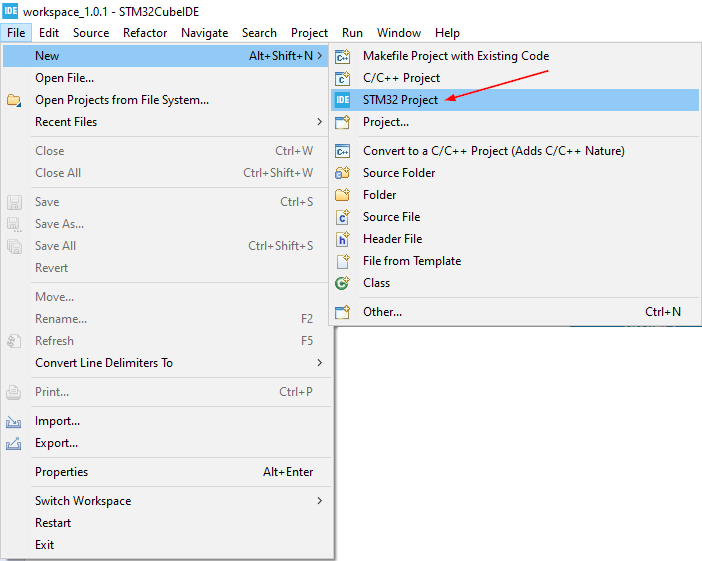 IDE workspace_1.0.1 - STM32CubeIDE
File Edit Source Refactor Navigate Search Project Run Window Help
New Alt+Shift+N
Open File...
Open Projects from File System...
Recent Files
Close Ctrl+W
Close All Ctrl+Shift+W
Save Ctrl+S
Save As...
Save All Ctrl+Shift+S
Revert
Move...
Rename... F2
Refresh F5
Convert Line Delimiters To
Print... Ctrl+P
Import...
Export...
Properties Alt+Enter
Switch Workspace
Restart
Exit
C++ Makefile Project with Existing Code
C C/C++ Project
IDE STM32 Project
Project...
C++ Convert to a C/C++ Project (Adds C/C++ Nature)
c Source Folder
Folder
c Source File
h Header File
File from Template
C Class
Other... Ctrl+N